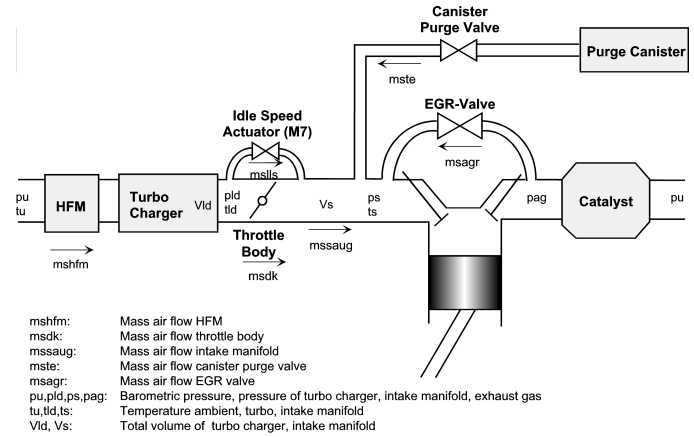 Canister
Purge Valve
Purge Canister
mste
EGR-Valve
Idle Speed
Actuator (M7)
mslls
msagr
pu
tu
HFM
Turbo
Charger
Vld
pld
tld
Vs
ps
ts
pag
Catalyst
pu
Throttle
Body
mshfm
msdk
mssaug
mshfm: Mass air flow HFM
msdk: Mass air flow throttle body
mssaug: Mass air flow intake manifold
mste: Mass air flow canister purge valve
msagr: Mass air flow EGR valve
pu,pld,ps,pag: Barometric pressure, pressure of turbo charger, intake manifold, exhaust gas
tu,tld,ts: Temperature ambient, turbo, intake manifold
Vld, Vs: Total volume of turbo charger, intake manifold